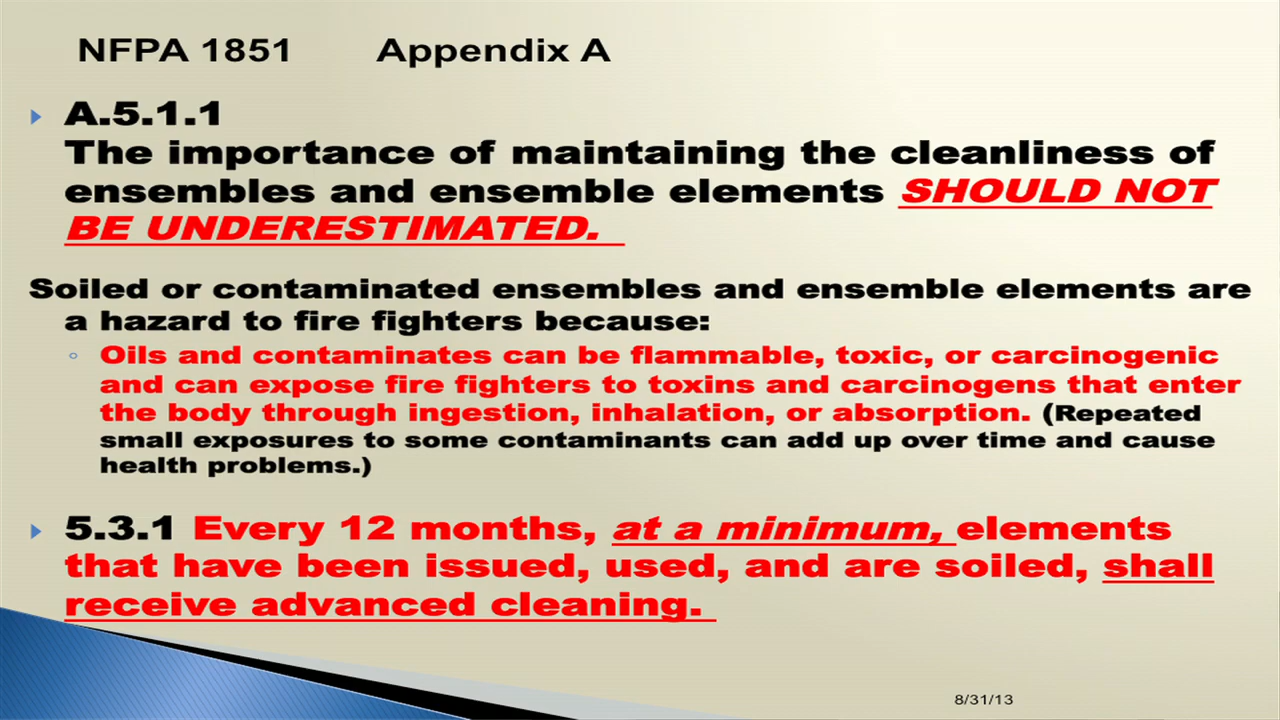 NFPA 1851 Appendix A
A.5.1.1
The importance of maintaining the cleanliness of
ensembles and ensemble elements SHOULD NOT
BE UNDERESTIMATED.
Soiled or contaminated ensembles and ensemble elements are
a hazard to fire fighters because:
Oils and contaminates can be flammable, toxic, or carcinogenic
and can expose fire fighters to toxins and carcinogens that enter
the body through ingestion, inhalation, or absorption. (Repeated
small exposures to some contaminants can add up over time and cause
health problems.)
5.3.1 Every 12 months, at a minimum, elements
that have been issued, used, and are soiled, shall
receive advanced cleaning.
8/31/13